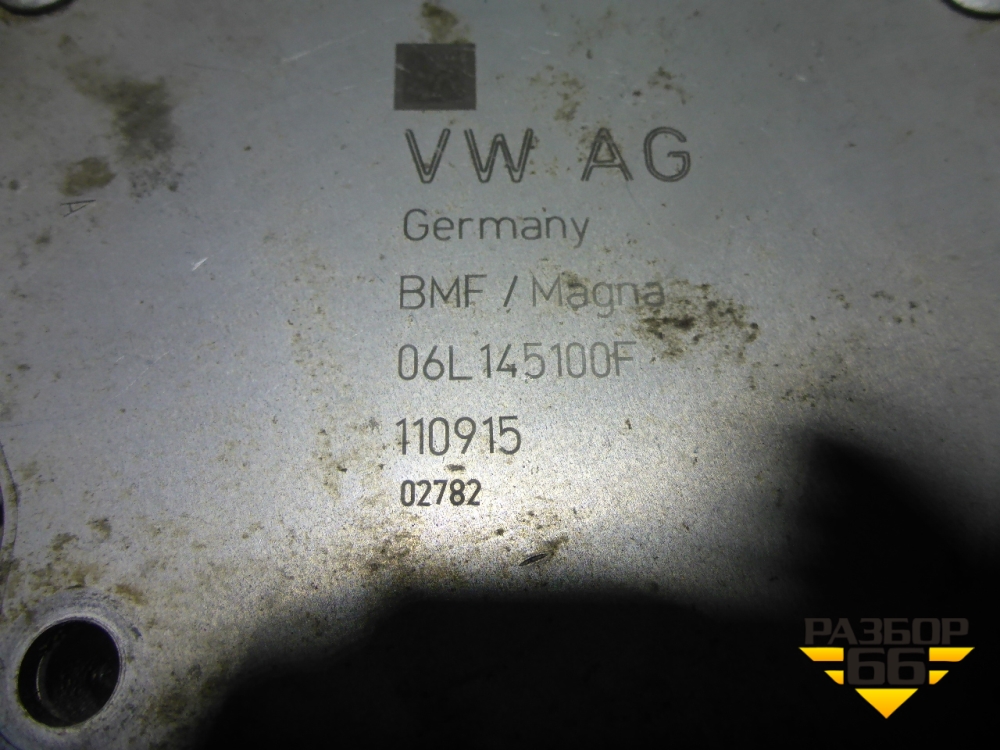 VW AG
Germany
BMF / Magna
06L145100F
110915
02782
РАЗБОР
66